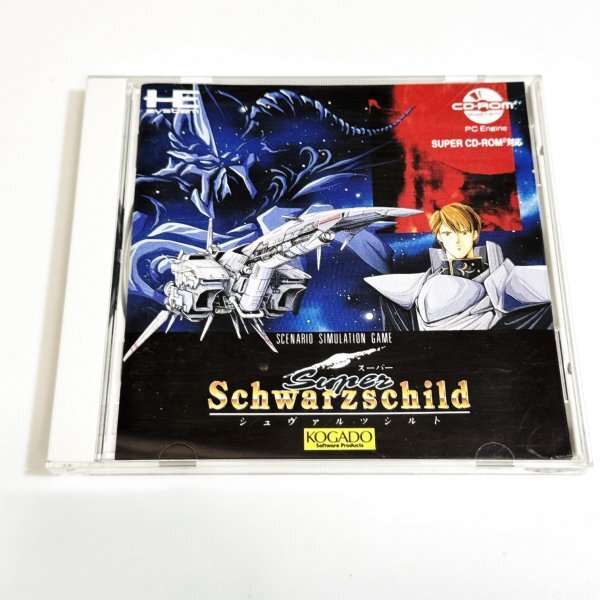 HE
SYSTEM
CD-ROM²
PC Engine
SUPER CD-ROM²対応
SCENARIO SIMULATION GAME
スーパー
Super
Schwarzschild
シュヴァルツシルト
KOGADO
Software Products